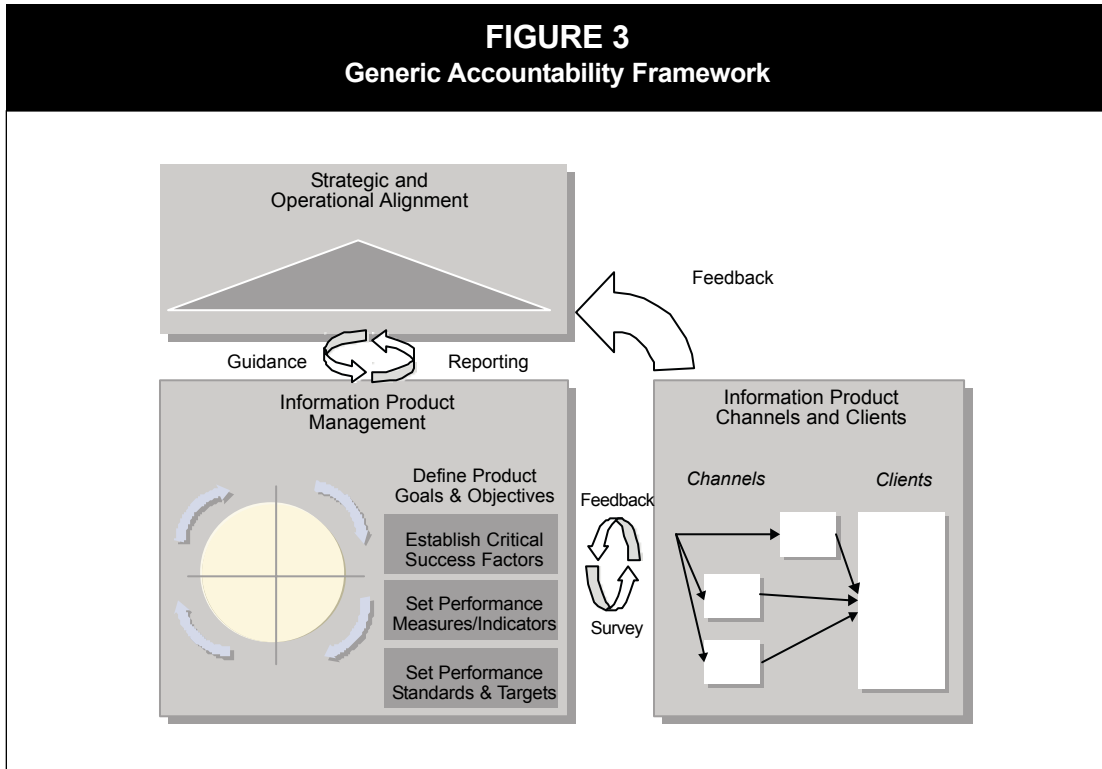 FIGURE 3
Generic Accountability Framework
Strategic and
Operational Alignment
Feedback
Guidance
Reporting
Information Product
Management
Define Product
Goals & Objectives
Establish Critical
Success Factors
Set Performance
Measures/Indicators
Set Performance
Standards & Targets
Feedback
Survey
Information Product
Channels and Clients
Channels
Clients